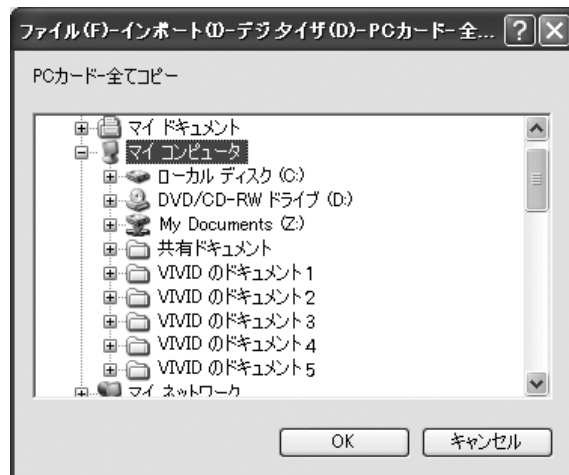 ファイル(F)-インポート(I)-デジタイザ(D)-PCカード-全...
PCカード-全てコピー
マイ ドキュメント
マイ コンピュータ
ローカル ディスク (C:)
DVD/CD-RW ドライブ (D:)
My Documents (Z:)
共有ドキュメント
VIVID のドキュメント1
VIVID のドキュメント2
VIVID のドキュメント3
VIVID のドキュメント4
VIVID のドキュメント5
マイ ネットワーク
OK
キャンセル